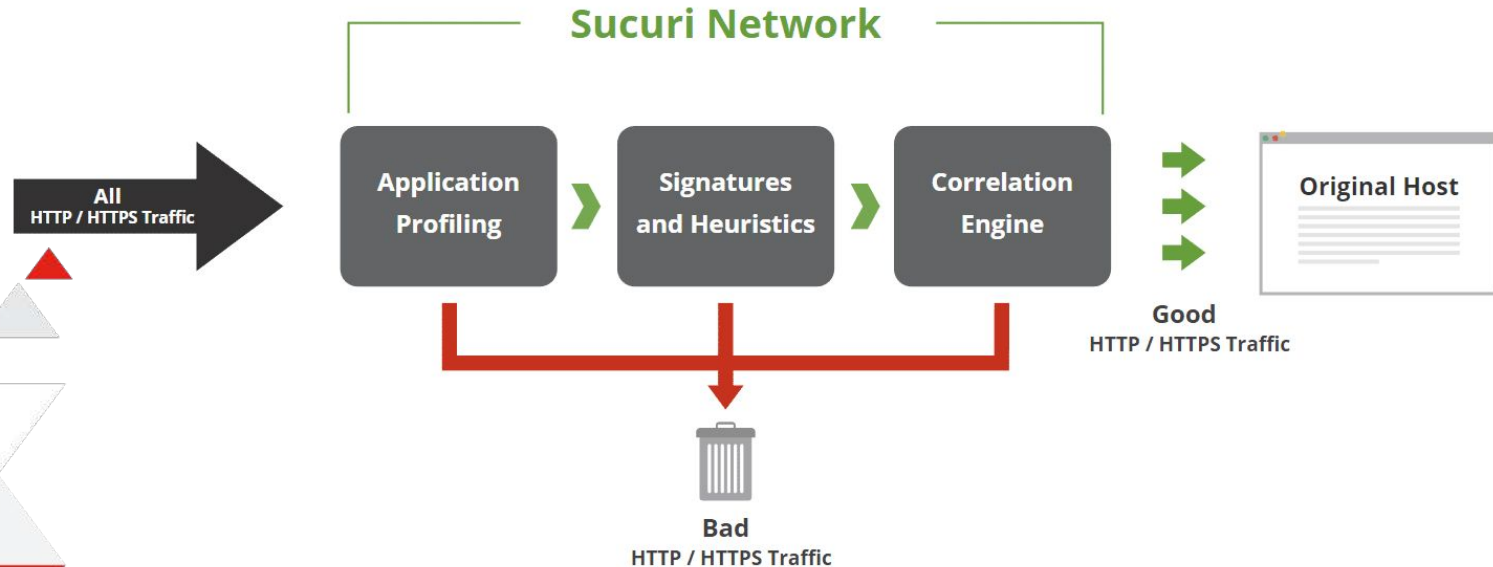 Sucuri Network
All
HTTP / HTTPS Traffic
Application
Profiling
Signatures
and Heuristics
Correlation
Engine
Original Host
Good
HTTP / HTTPS Traffic
Bad
HTTP / HTTPS Traffic